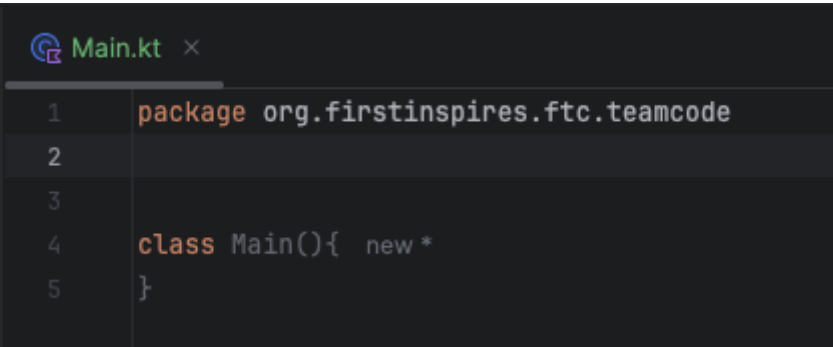 Main.kt ×
1 package org.firstinspires.ftc.teamcode
2
3
4 class Main(){ new *
5 }